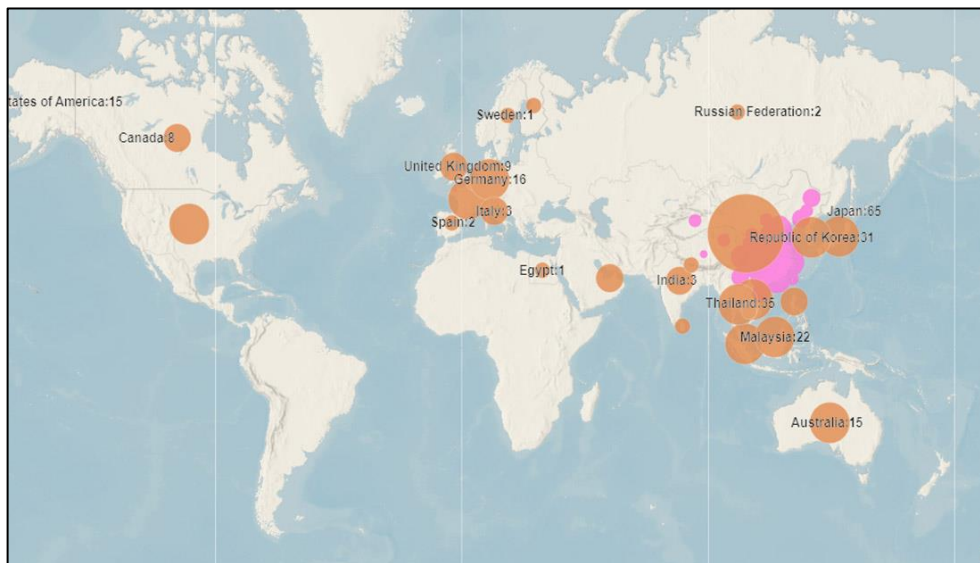 tates of America:15
Canada:8
Sweden:1
Russian Federation:2
United Kingdom:9
Germany:16
Italy:3
Spain:2
Japan:65
Republic of Korea:31
Egypt:1
India:3
Thailand:35
Malaysia:22
Australia:15